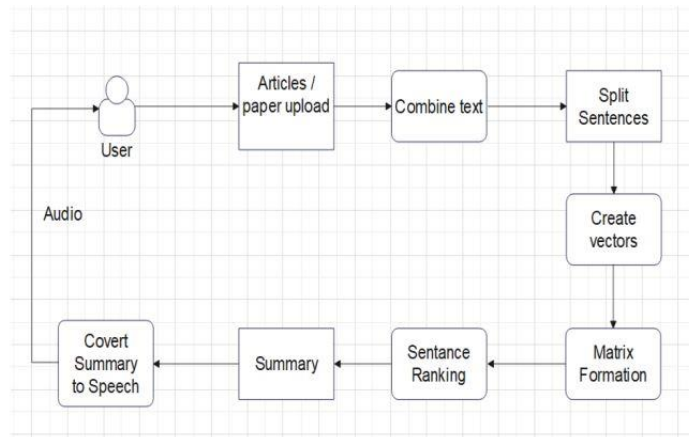 Articles /
paper upload
Combine text
Split
Sentences
User
Create
vectors
Audio
Covert
Summary
to Speech
Summary
Sentance
Ranking
Matrix
Formation